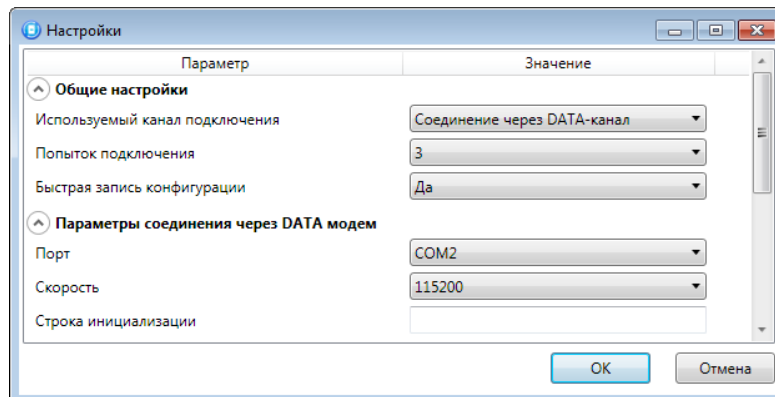 Настройки
Параметр Значение
Общие настройки
Используемый канал подключения Соединение через DATA-канал
Попыток подключения 3
Быстрая запись конфигурации Да
Параметры соединения через DATA модем
Порт COM2
Скорость 115200
Строка инициализации
OK Отмена